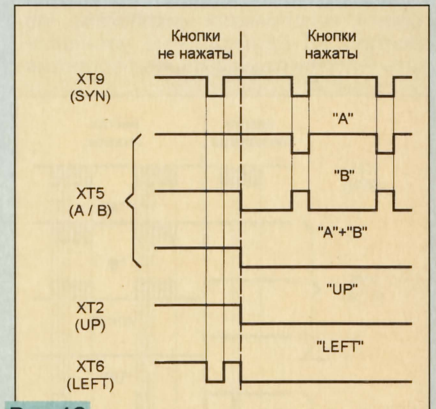 Кнопки
не нажаты
Кнопки
нажаты
XT9
(SYN)
"A"
"B"
XT5
(A / B)
"A"+"B"
"UP"
XT2
(UP)
"LEFT"
XT6
(LEFT)